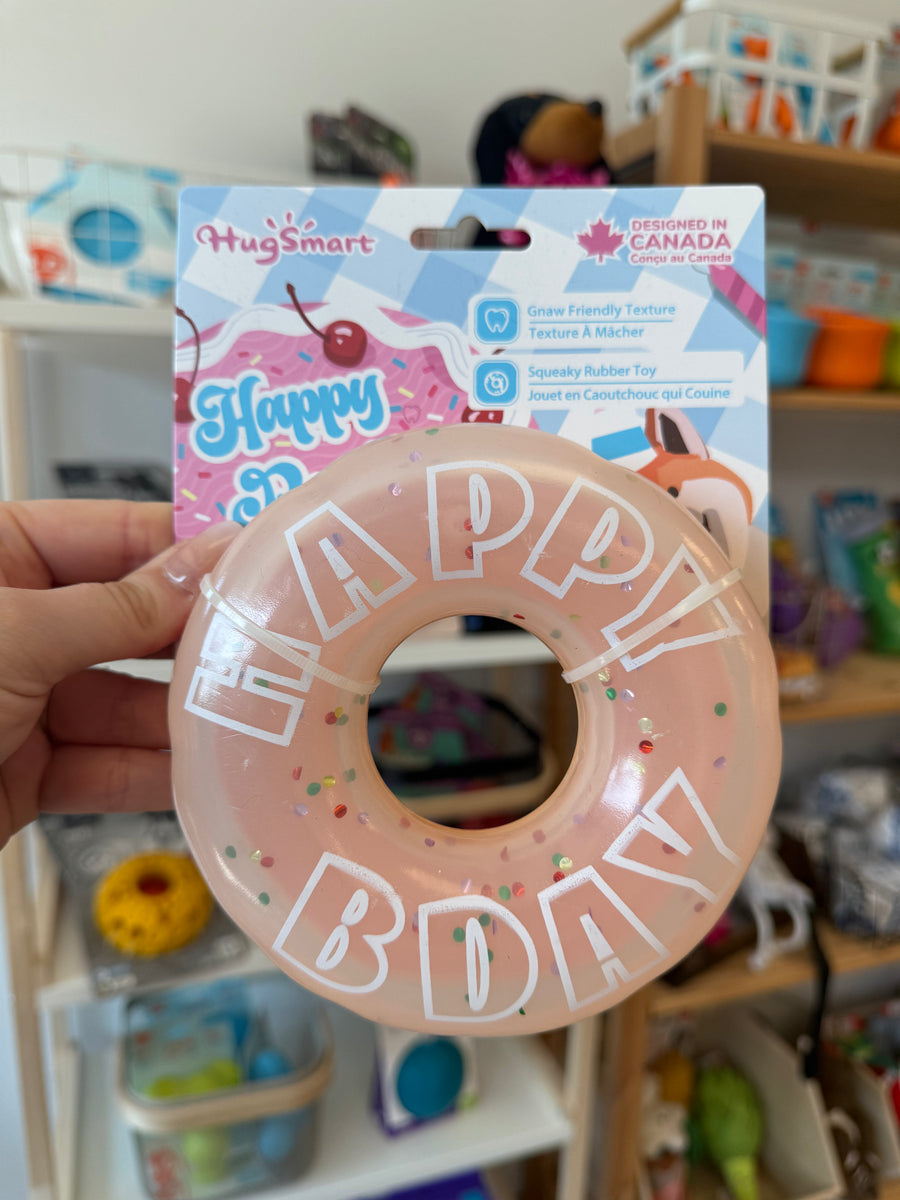 HugSmart
DESIGNED IN
CANADA
Conçu au Canada
Gnaw Friendly Texture
Texture À Mâcher
Squeaky Rubber Toy
Jouet en Caoutchouc qui Couine
Happy
HAPPY
BDAY